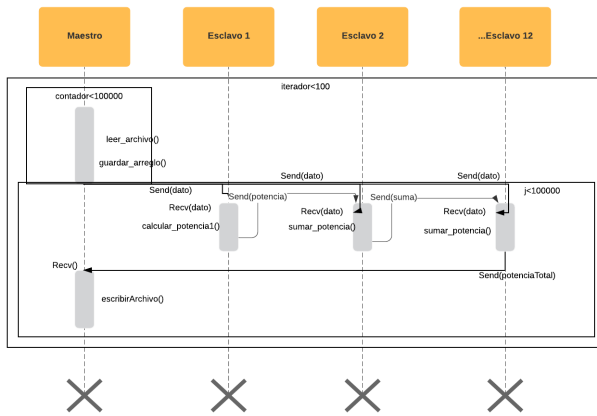 Maestro
Esclavo 1
Esclavo 2
...Esclavo 12
iterador<100
contador<100000
leer_archivo()
guardar_arreglo()
Send(dato)
Send(dato)
Send(dato)
j<100000
Send(potencia)
Send(suma)
Recv(dato)
Recv(dato)
Recv(dato)
calcular_potencia1()
sumar_potencia()
sumar_potencia()
Recv()
Send(potenciaTotal)
escribirArchivo()